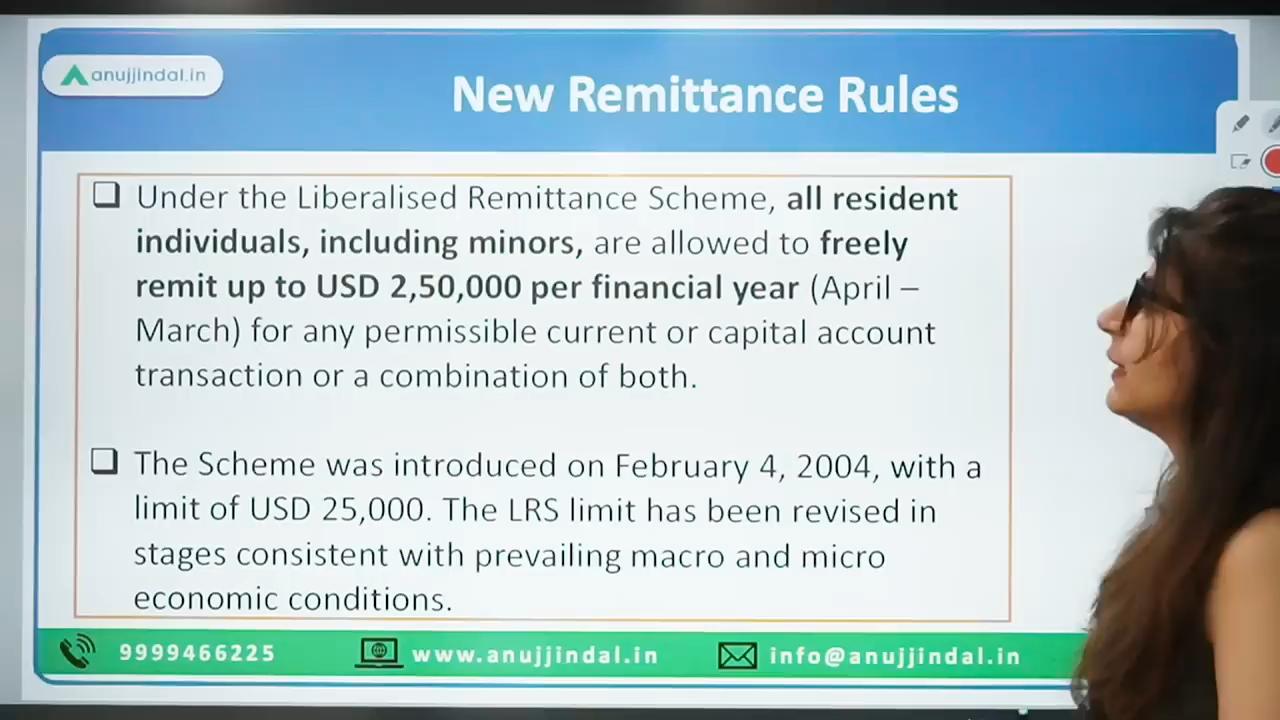 anujjindal.in
New Remittance Rules
Under the Liberalised Remittance Scheme, all resident
individuals, including minors, are allowed to freely
remit up to USD 2,50,000 per financial year (April –
March) for any permissible current or capital account
transaction or a combination of both.
The Scheme was introduced on February 4, 2004, with a
limit of USD 25,000. The LRS limit has been revised in
stages consistent with prevailing macro and micro
economic conditions.
9999466225 www.anujjindal.in info@anujjindal.in